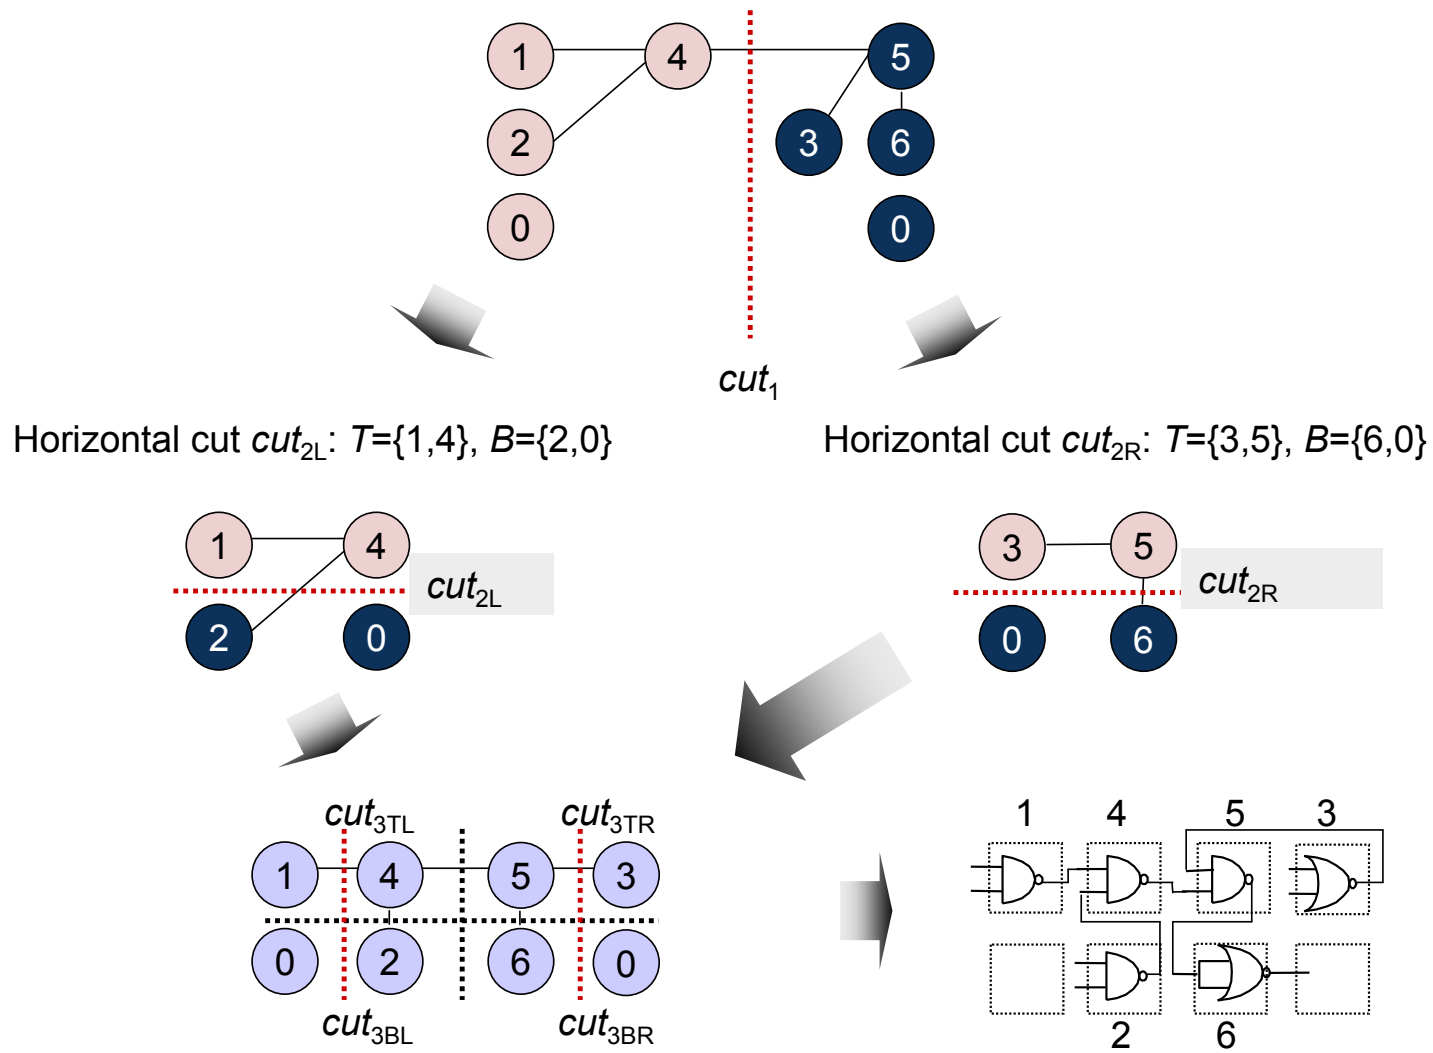 1 4 5
2 3 6
0 0
cut1
Horizontal cut cut2L: T={1,4}, B={2,0}
Horizontal cut cut2R: T={3,5}, B={6,0}
1 4
cut2L
2 0
3 5
cut2R
0 6
cut3TL cut3TR
1 4 5 3
0 2 6 0
cut3BL cut3BR
1 4 5 3
2 6